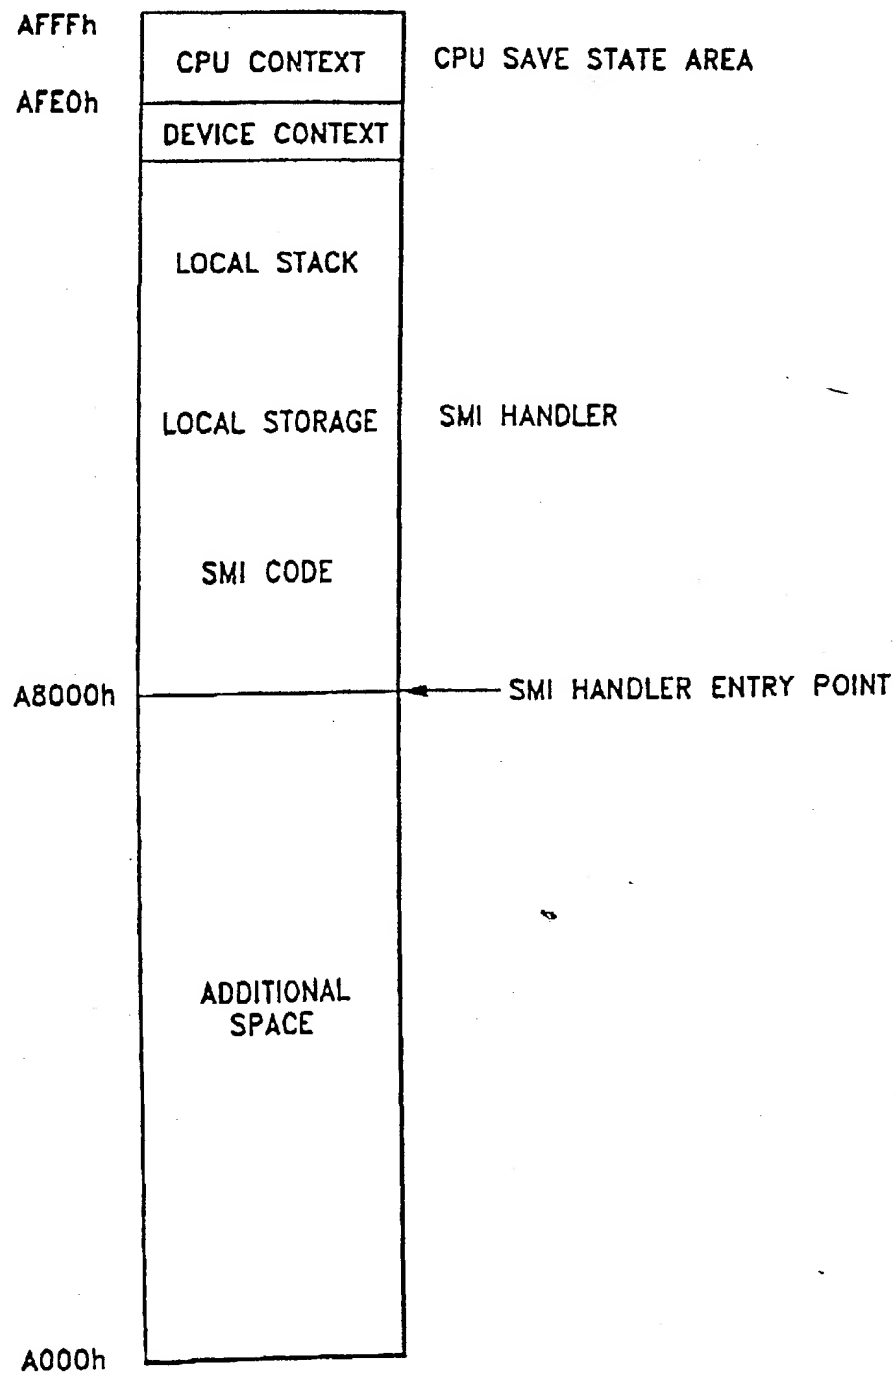 AFFFh
CPU CONTEXT
CPU SAVE STATE AREA
AFE0h
DEVICE CONTEXT
LOCAL STACK
LOCAL STORAGE
SMI HANDLER
SMI CODE
A8000h
SMI HANDLER ENTRY POINT
ADDITIONAL
SPACE
A000h